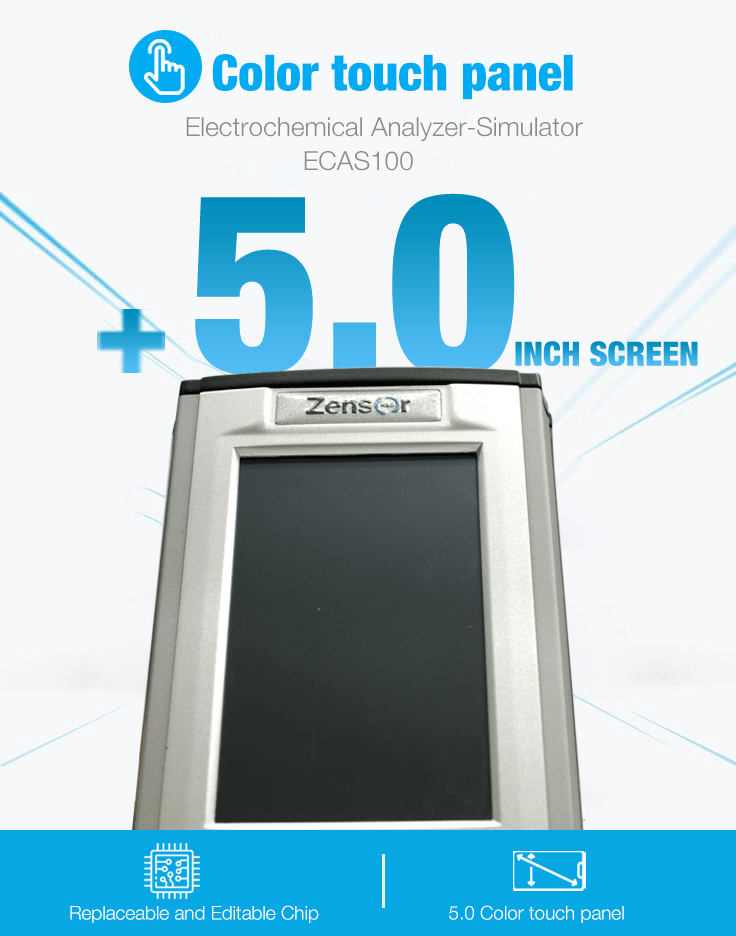 Color touch panel
Electrochemical Analyzer-Simulator
ECAS100
+5.0
INCH SCREEN
Zensor
Replaceable and Editable Chip
5.0 Color touch panel